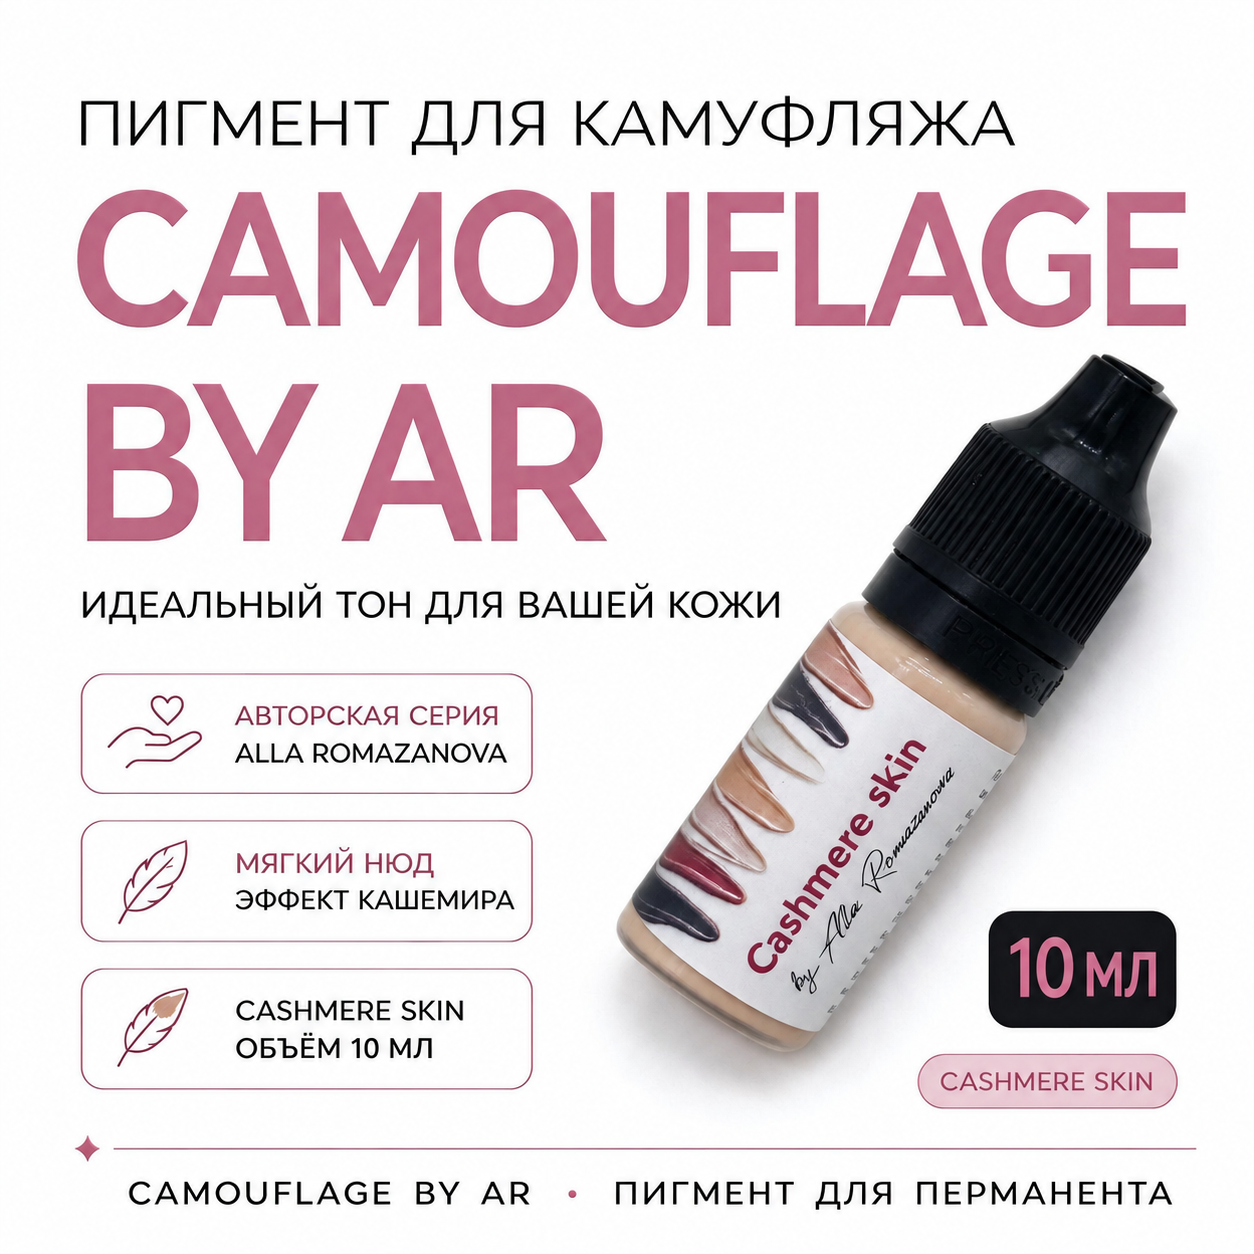 ПИГМЕНТ ДЛЯ КАМУФЛЯЖА
CAMOUFLAGE
BY AR
ИДЕАЛЬНЫЙ ТОН ДЛЯ ВАШЕЙ КОЖИ
АВТОРСКАЯ СЕРИЯ
ALLA ROMAZANOVA
МЯГКИЙ НЮД
ЭФФЕКТ КАШЕМИРА
CASHMERE SKIN
ОБЪЁМ 10 МЛ
PRESS
Cashmere skin
by Alla Romazanova
10 МЛ
CASHMERE SKIN
CAMOUFLAGE BY AR • ПИГМЕНТ ДЛЯ ПЕРМАНЕНТА